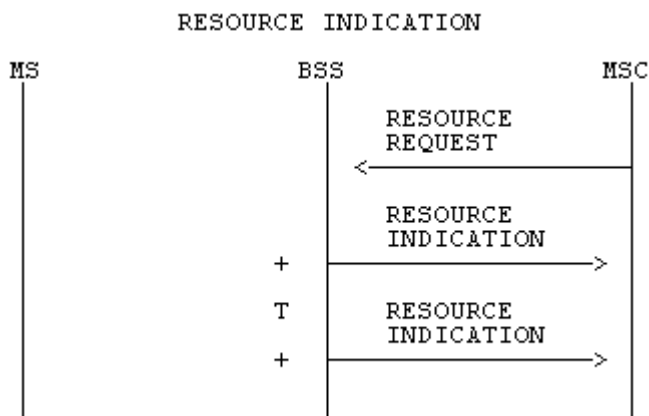 RESOURCE INDICATION
MS BSS MSC
RESOURCE
REQUEST
RESOURCE
INDICATION
+
T RESOURCE
INDICATION
+